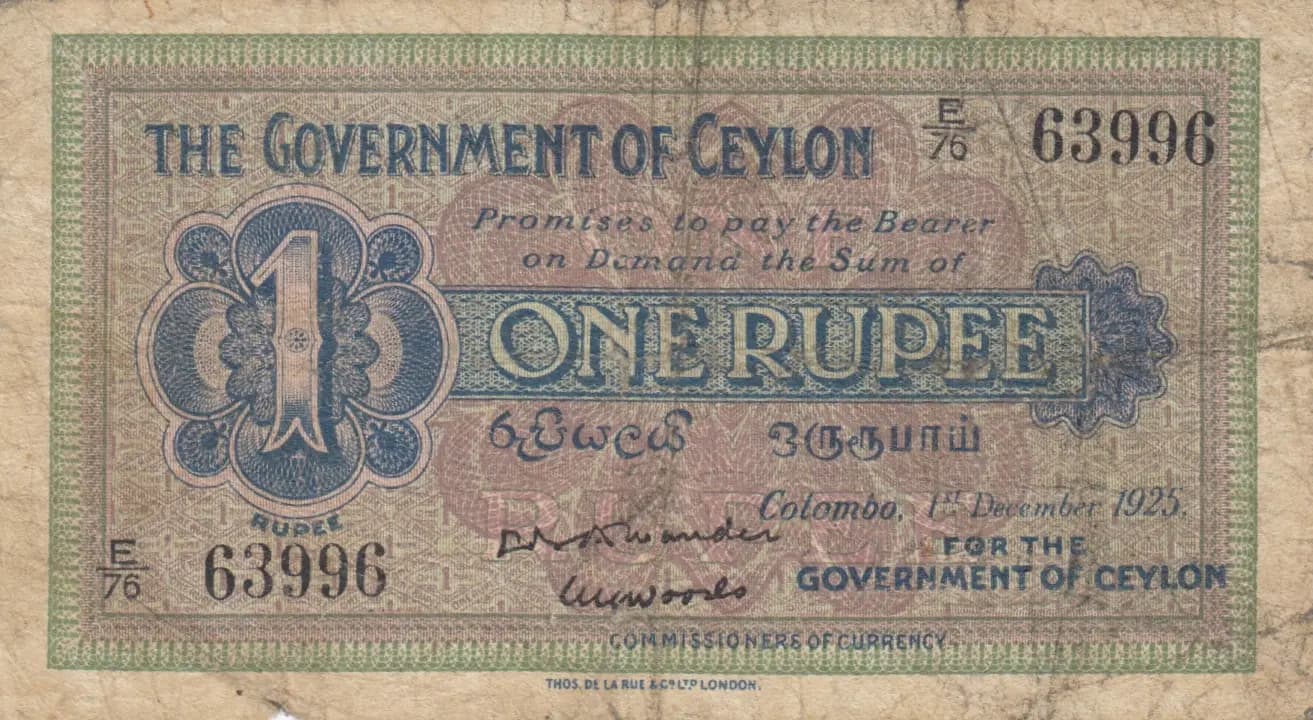 THE GOVERNMENT OF CEYLON
E/76 63996
Promises to pay the Bearer
on Demand the Sum of
1
ONE RUPEE
රුපියලයි ஒருரூபாய்
RUPEE
Colombo, 1st December 1925.
E/76 63996
FOR THE
GOVERNMENT OF CEYLON
Woods
COMMISSIONERS OF CURRENCY
THOS. DE LA RUE & Co LTD LONDON.